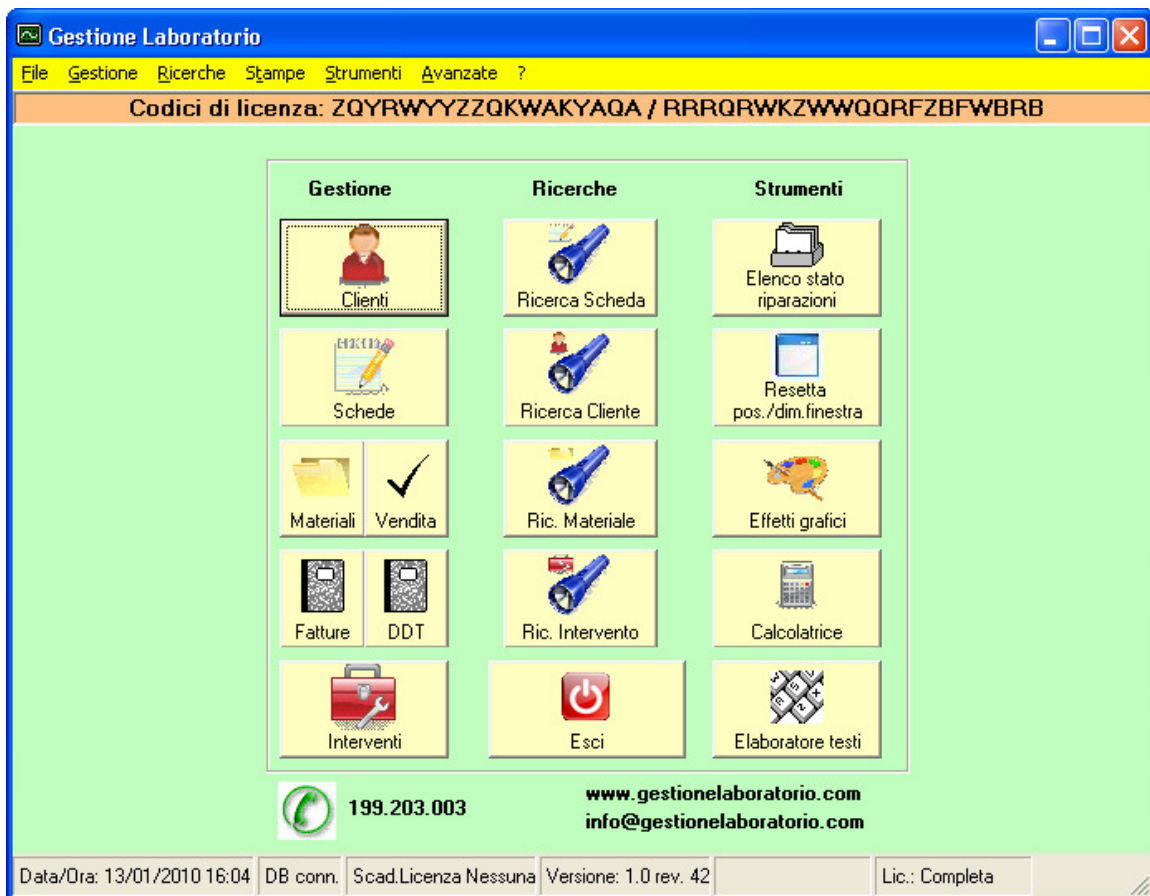 Gestione Laboratorio
File Gestione Ricerche Stampe Strumenti Avanzate ?
Codici di licenza: ZQYRWYYZZQKWAKYAQA / RRRQRWKZWWQQRFZBFWBRB
Gestione Ricerche Strumenti
Clienti
Ricerca Scheda
Elenco stato
riparazioni
Schede
Ricerca Cliente
Resetta
pos./dim.finestra
Materiali Vendita
Ric. Materiale
Effetti grafici
Fatture DDT
Ric. Intervento
Calcolatrice
Interventi
Esci
Elaboratore testi
199.203.003
www.gestionelaboratorio.com
info@gestionelaboratorio.com
Data/Ora: 13/01/2010 16:04 DB conn. Scad.Licenza Nessuna Versione: 1.0 rev. 42 Lic.: Completa